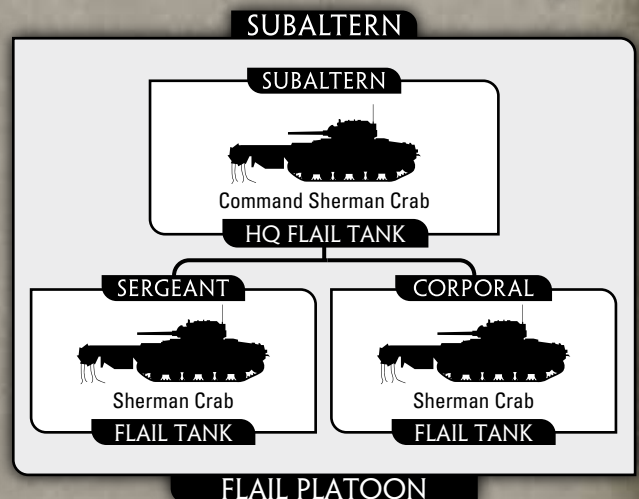 SUBALTERN
SUBALTERN
Command Sherman Crab
HQ FLAIL TANK
SERGEANT
Sherman Crab
FLAIL TANK
CORPORAL
Sherman Crab
FLAIL TANK
FLAIL PLATOON